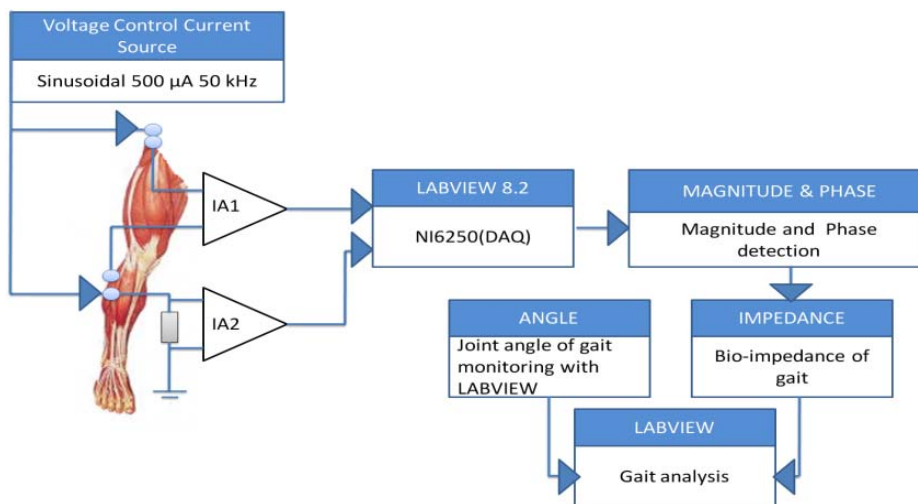 Voltage Control Current
Source
Sinusoidal 500 µA 50 kHz
IA1
IA2
LABVIEW 8.2
NI6250(DAQ)
MAGNITUDE & PHASE
Magnitude and Phase
detection
ANGLE
Joint angle of gait
monitoring with
LABVIEW
IMPEDANCE
Bio-impedance of
gait
LABVIEW
Gait analysis